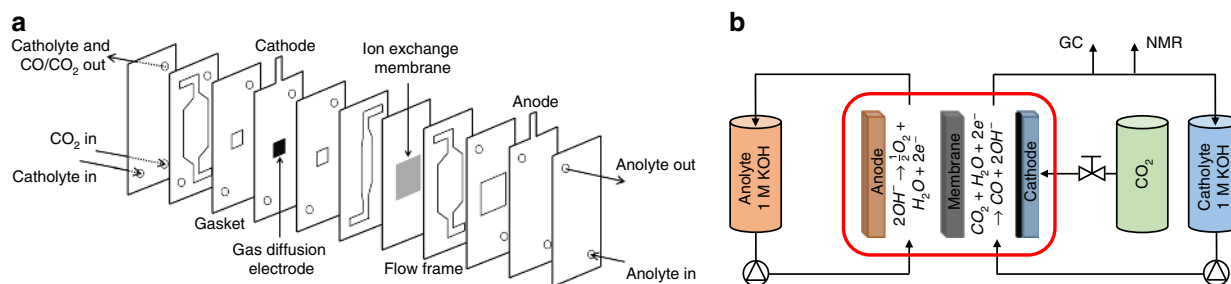 a
Catholyte and
CO/CO₂ out
Cathode
Ion exchange
membrane
Anode
CO₂ in
Catholyte in
Anolyte out
Gasket
Gas diffusion
electrode
Flow frame
Anolyte in
b
GC
NMR
Anolyte
1 M KOH
Anode
2OH⁻ → ½O₂ +
H₂O + 2e⁻
Membrane
CO₂ + H₂O + 2e⁻
→ CO + 2OH⁻
Cathode
CO₂
Catholyte
1 M KOH